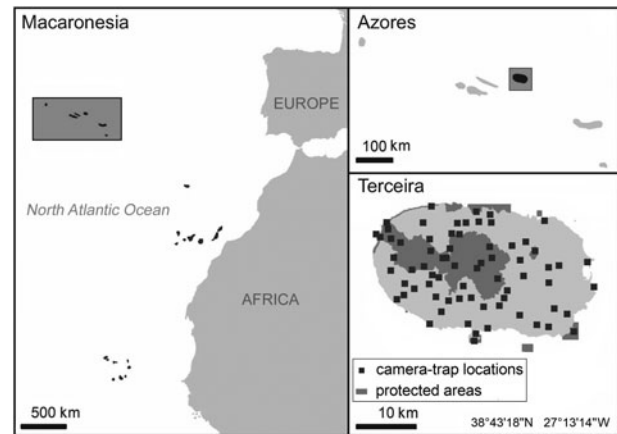 Macaronesia
EUROPE
North Atlantic Ocean
AFRICA
500 km
Azores
100 km
Terceira
camera-trap locations
protected areas
10 km
38°43'18"N 27°13'14"W